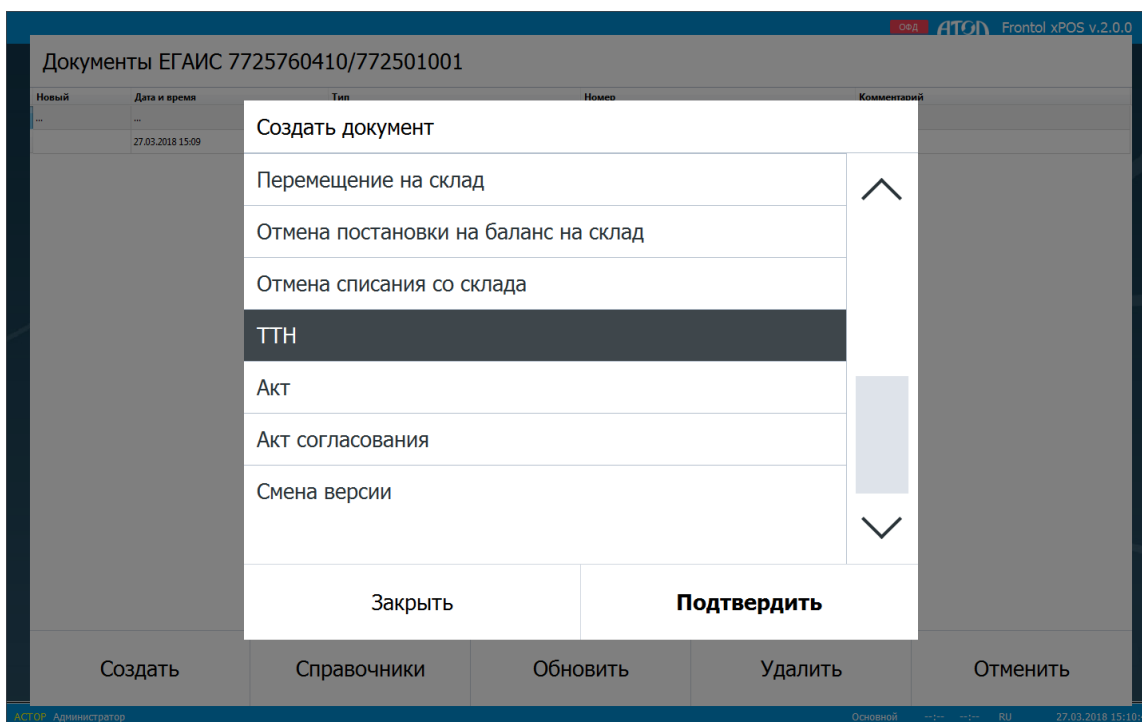 ОФД АТОЛ Frontol xPOS v.2.0.0
Документы ЕГАИС 7725760410/772501001
Новый Дата и время Тип Номер Комментарий
... ...
27.03.2018 15:09
Создать документ
Перемещение на склад
Отмена постановки на баланс на склад
Отмена списания со склада
ТТН
Акт
Акт согласования
Смена версии
Закрыть Подтвердить
Создать Справочники Обновить Удалить Отменить
АСТОР Администратор Основной --:-- --:-- RU 27.03.2018 15:10